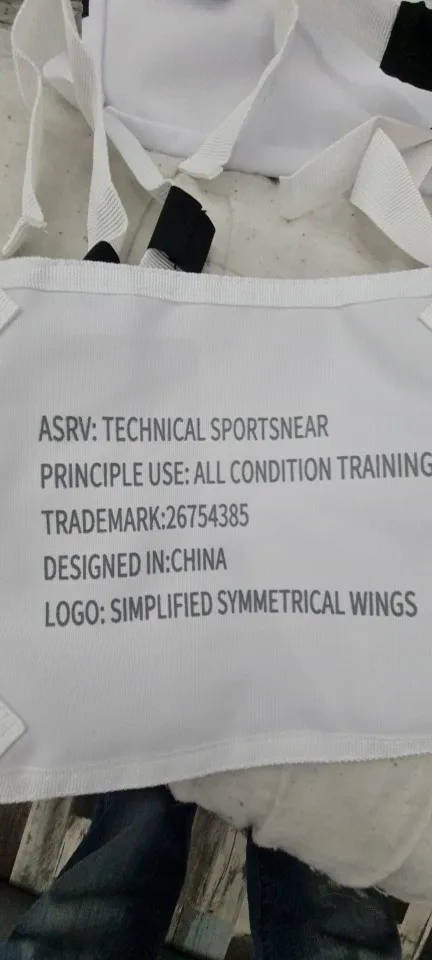 ASRV: TECHNICAL SPORTSNEAR
PRINCIPLE USE: ALL CONDITION TRAINING
TRADEMARK:26754385
DESIGNED IN:CHINA
LOGO: SIMPLIFIED SYMMETRICAL WINGS